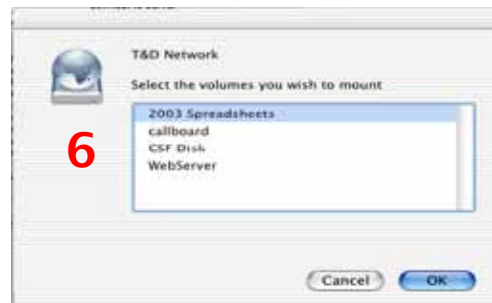 T&D Network
Select the volumes you wish to mount
2003 Spreadsheets
callboard
CSF Disk
WebServer
6
Cancel OK